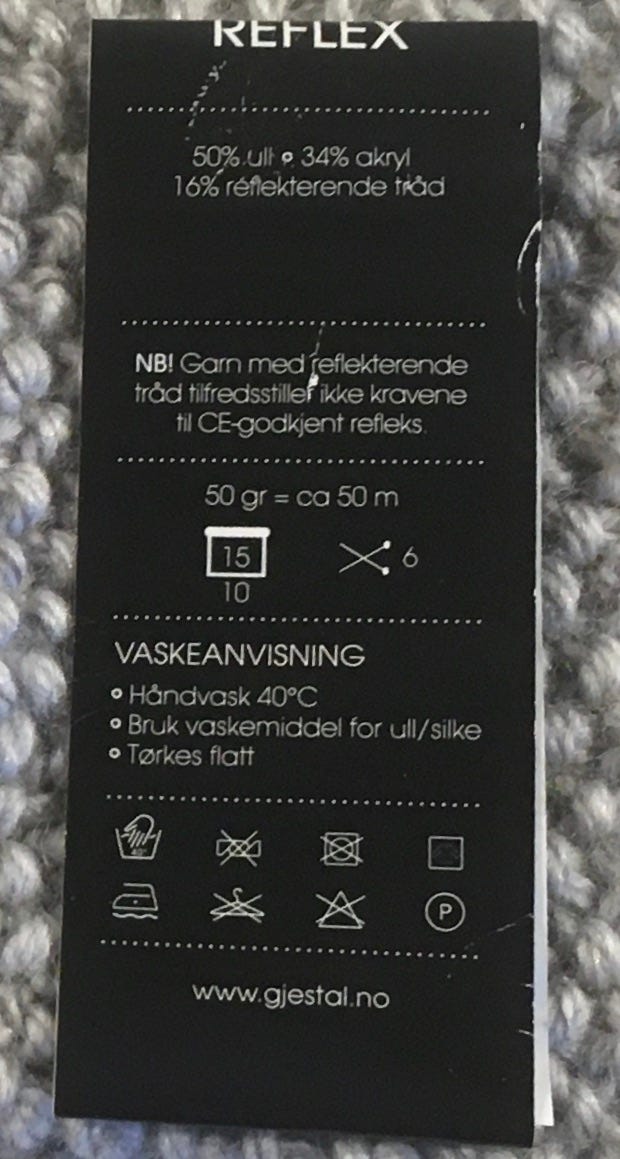 REFLEX
50% ull • 34% akryl
16% reflekterende tråd
NB! Garn med reflekterende
tråd tilfredsstiller ikke kravene
til CE-godkjent refleks.
50 gr = ca 50 m
15
10
6
VASKEANVISNING
• Håndvask 40°C
• Bruk vaskemiddel for ull/silke
• Tørkes flatt
40°
P
www.gjestal.no